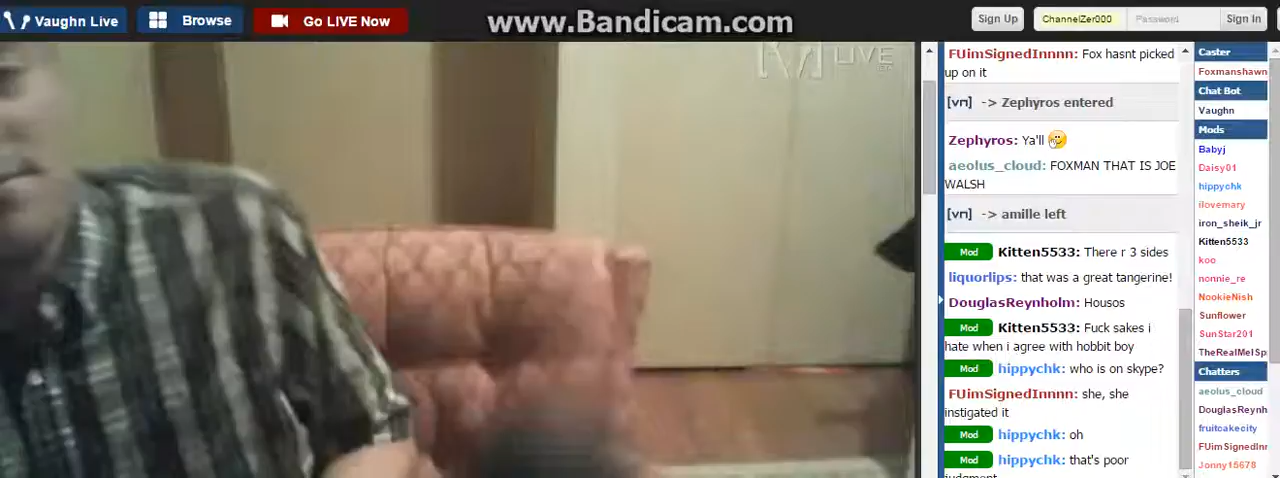 Vaughn Live
Browse
Go LIVE Now
www.Bandicam.com
Sign Up
ChannelZer000
Password
Sign In
LIVE
FUimSignedInnnn: Fox hasnt picked
up on it
[vn] -> Zephyros entered
Zephyros: Ya'll
aeolus_cloud: FOXMAN THAT IS JOE
WALSH
[vn] -> amille left
Mod Kitten5533: There r 3 sides
liquorlips: that was a great tangerine!
DouglasReynholm: Housos
Mod Kitten5533: Fuck sakes i
hate when i agree with hobbit boy
Mod hippychk: who is on skype?
FUimSignedInnnn: she, she
instigated it
Mod hippychk: oh
Mod hippychk: that's poor
judgment
Caster
Foxmanshawn
Chat Bot
Vaughn
Mods
Babyj
Daisy01
hippychk
ilovemary
iron_sheik_jr
Kitten5533
koo
nonnie_re
NookieNish
Sunflower
SunStar201
TheRealMelSp
Chatters
aeolus_cloud
DouglasReynh
fruitcakecity
FUimSignedInr
Jonny15678